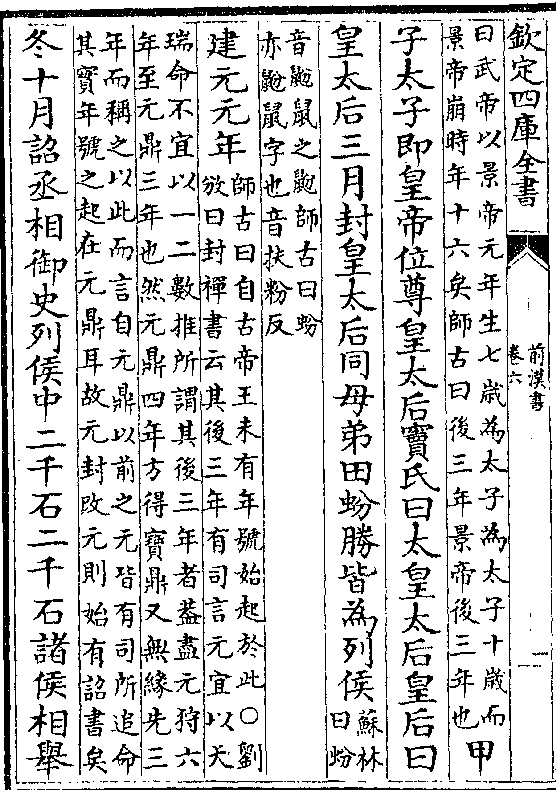 欽定四庫全書
前漢書
卷六
一
曰武帝以景帝元年生七歲為太子為太子十歲而
景帝崩時年十六矣師古曰後三年景帝後三年也
甲
子太子即皇帝位尊皇太后竇氏曰太皇太后皇后曰
皇太后三月封皇太后同母弟田蚡勝皆為列侯
蘇林
曰蚡
音鼢鼠之鼢師古曰蚡
亦鼢鼠字也音扶粉反
建元元年
師古曰自古帝王未有年號始起於此○劉
攽曰封禪書云其後三年有司言元宜以天
瑞命不宜以一二數推所謂其後三年者葢盡元狩六
年至元鼎三年也然元鼎四年方得寶鼎又無緣先三
年而稱之以此而言自元鼎以前之元皆有司所追命
其實年號之起在元鼎耳故元封改元則始有詔書矣
冬十月詔丞相御史列侯中二千石二千石諸侯相舉